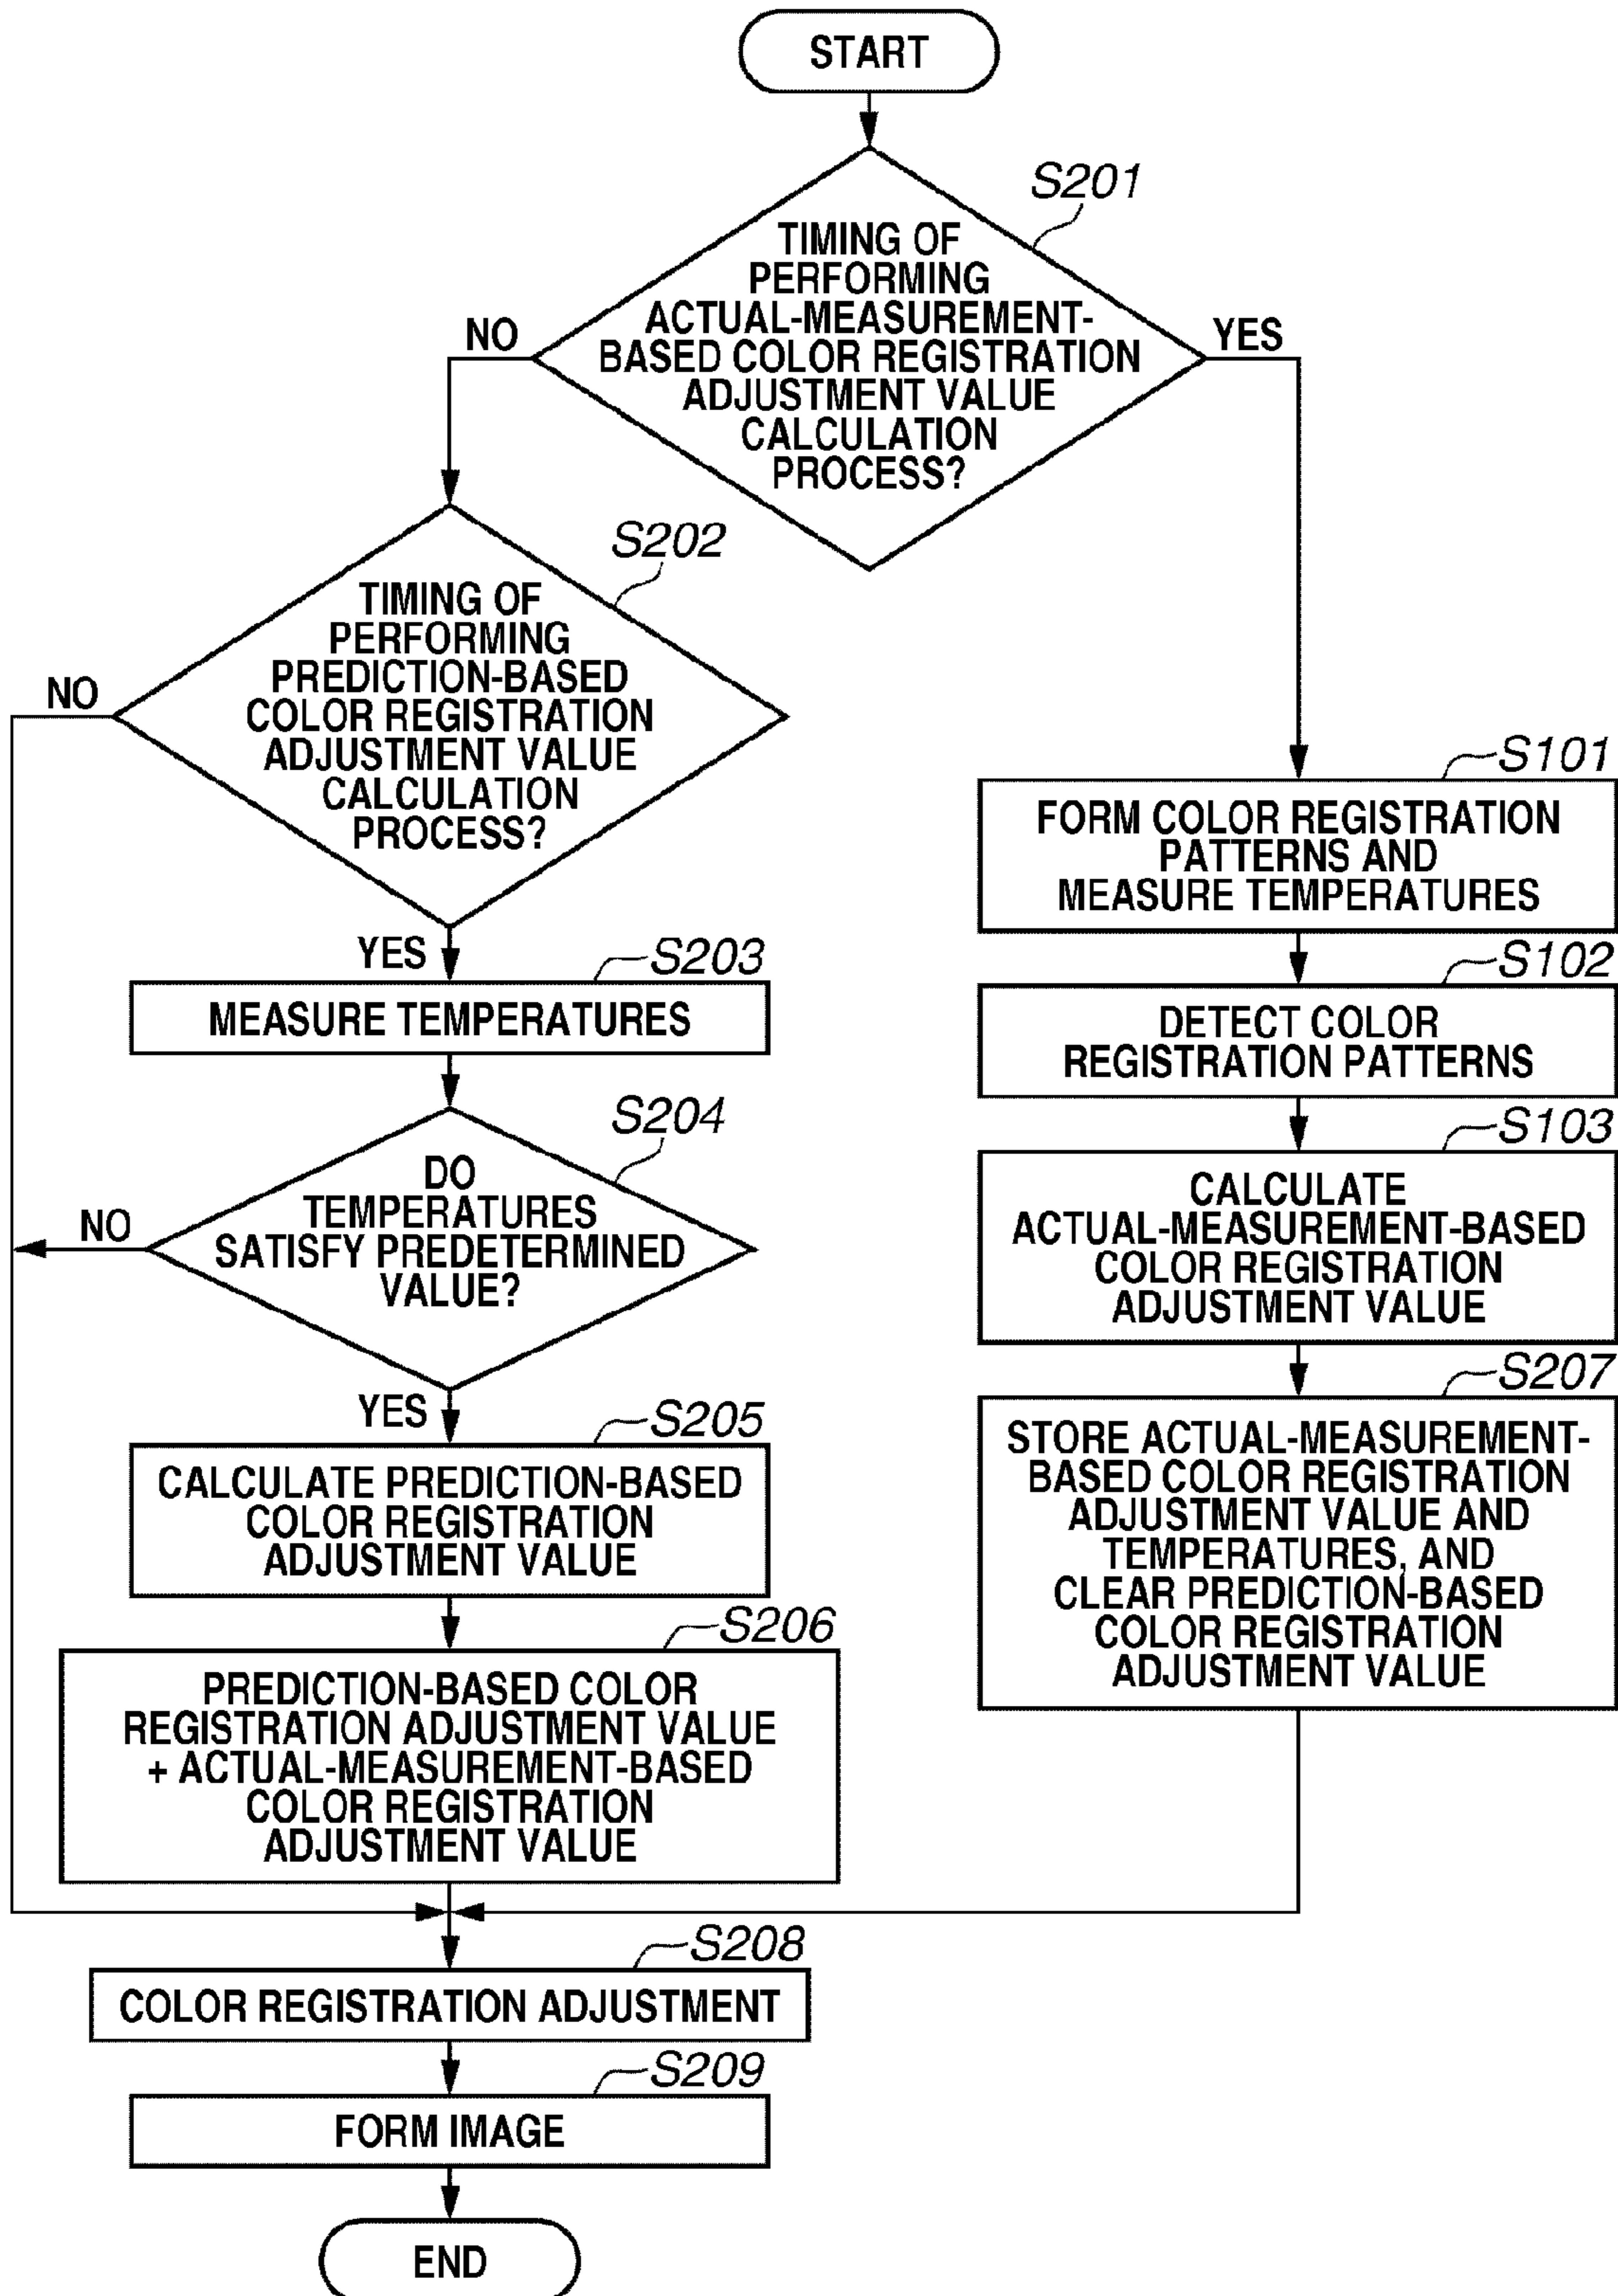 START
S201
TIMING OF
PERFORMING
ACTUAL-MEASUREMENT-
BASED COLOR REGISTRATION
ADJUSTMENT VALUE
CALCULATION
PROCESS?
NO
YES
S202
TIMING OF
PERFORMING
PREDICTION-BASED
COLOR REGISTRATION
ADJUSTMENT VALUE
CALCULATION
PROCESS?
NO
YES
S203
MEASURE TEMPERATURES
S204
DO
TEMPERATURES
SATISFY PREDETERMINED
VALUE?
NO
YES
S205
CALCULATE PREDICTION-BASED
COLOR REGISTRATION
ADJUSTMENT VALUE
S206
PREDICTION-BASED COLOR
REGISTRATION ADJUSTMENT VALUE
+ ACTUAL-MEASUREMENT-BASED
COLOR REGISTRATION
ADJUSTMENT VALUE
S101
FORM COLOR REGISTRATION
PATTERNS AND
MEASURE TEMPERATURES
S102
DETECT COLOR
REGISTRATION PATTERNS
S103
CALCULATE
ACTUAL-MEASUREMENT-BASED
COLOR REGISTRATION
ADJUSTMENT VALUE
S207
STORE ACTUAL-MEASUREMENT-
BASED COLOR REGISTRATION
ADJUSTMENT VALUE AND
TEMPERATURES, AND
CLEAR PREDICTION-BASED
COLOR REGISTRATION
ADJUSTMENT VALUE
S208
COLOR REGISTRATION ADJUSTMENT
S209
FORM IMAGE
END